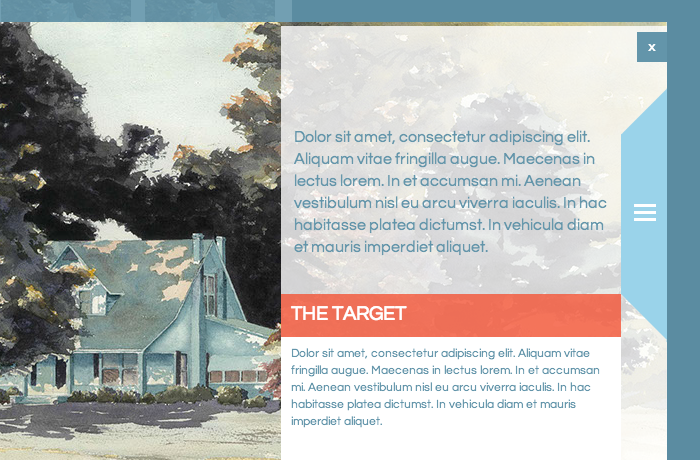 x
Dolor sit amet, consectetur adipiscing elit.
Aliquam vitae fringilla augue. Maecenas in
lectus lorem. In et accumsan mi. Aenean
vestibulum nisl eu arcu viverra iaculis. In hac
habitasse platea dictumst. In vehicula diam
et mauris imperdiet aliquet.
THE TARGET
Dolor sit amet, consectetur adipiscing elit. Aliquam vitae
fringilla augue. Maecenas in lectus lorem. In et accumsan
mi. Aenean vestibulum nisl eu arcu viverra iaculis. In hac
habitasse platea dictumst. In vehicula diam et mauris
imperdiet aliquet.